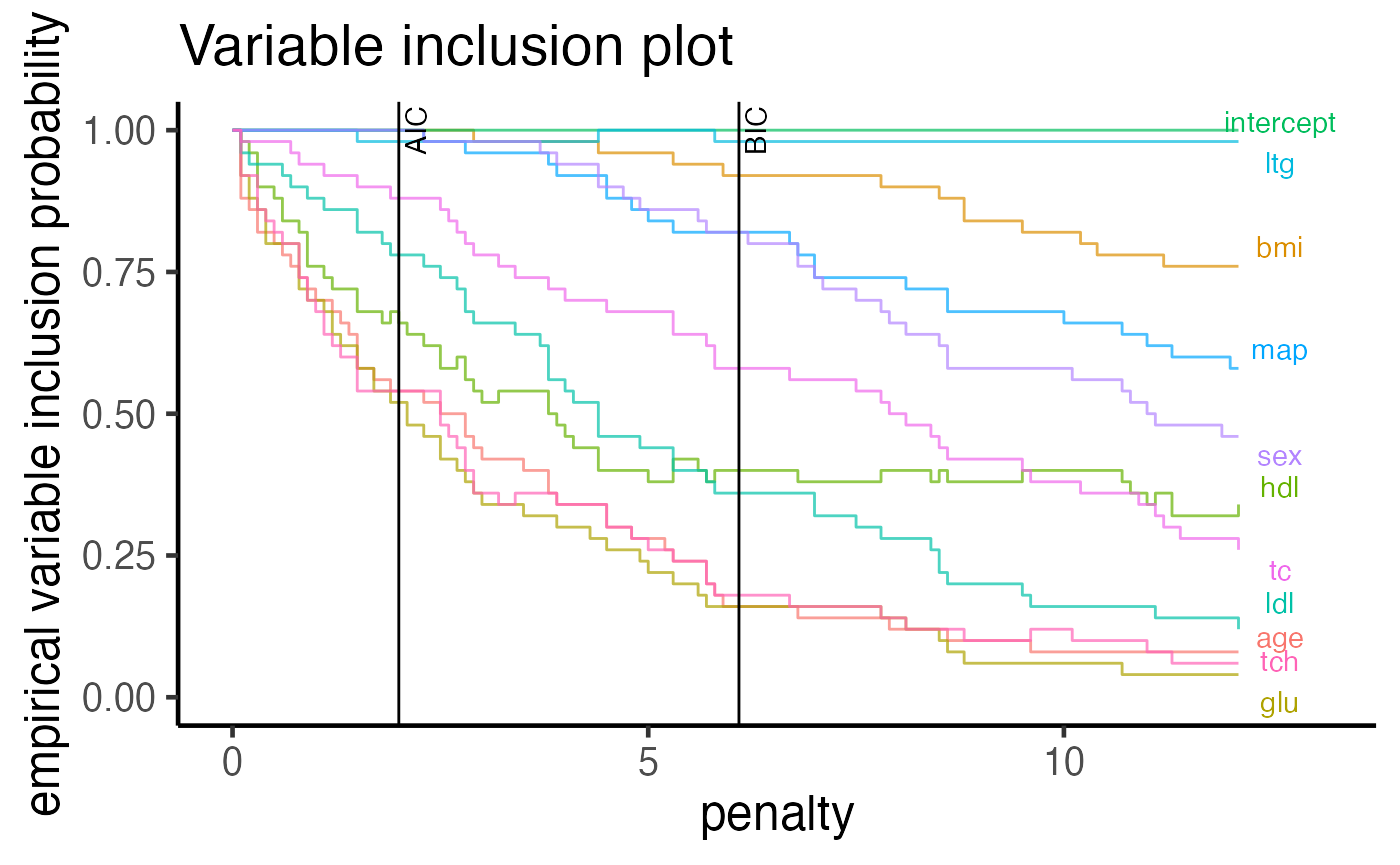 Variable inclusion plot
empirical variable inclusion probability
1.00
0.75
0.50
0.25
0.00
AIC
BIC
intercept
ltg
bmi
map
sex
hdl
tc
ldl
age
tch
glu
0
5
10
penalty